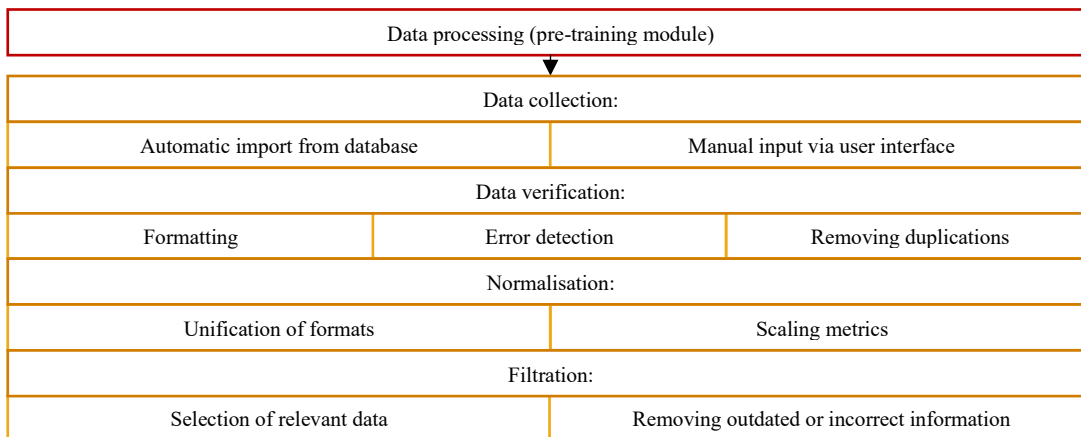 Data processing (pre-training module)
Data collection:
Automatic import from database
Manual input via user interface
Data verification:
Formatting
Error detection
Removing duplications
Normalisation:
Unification of formats
Scaling metrics
Filtration:
Selection of relevant data
Removing outdated or incorrect information